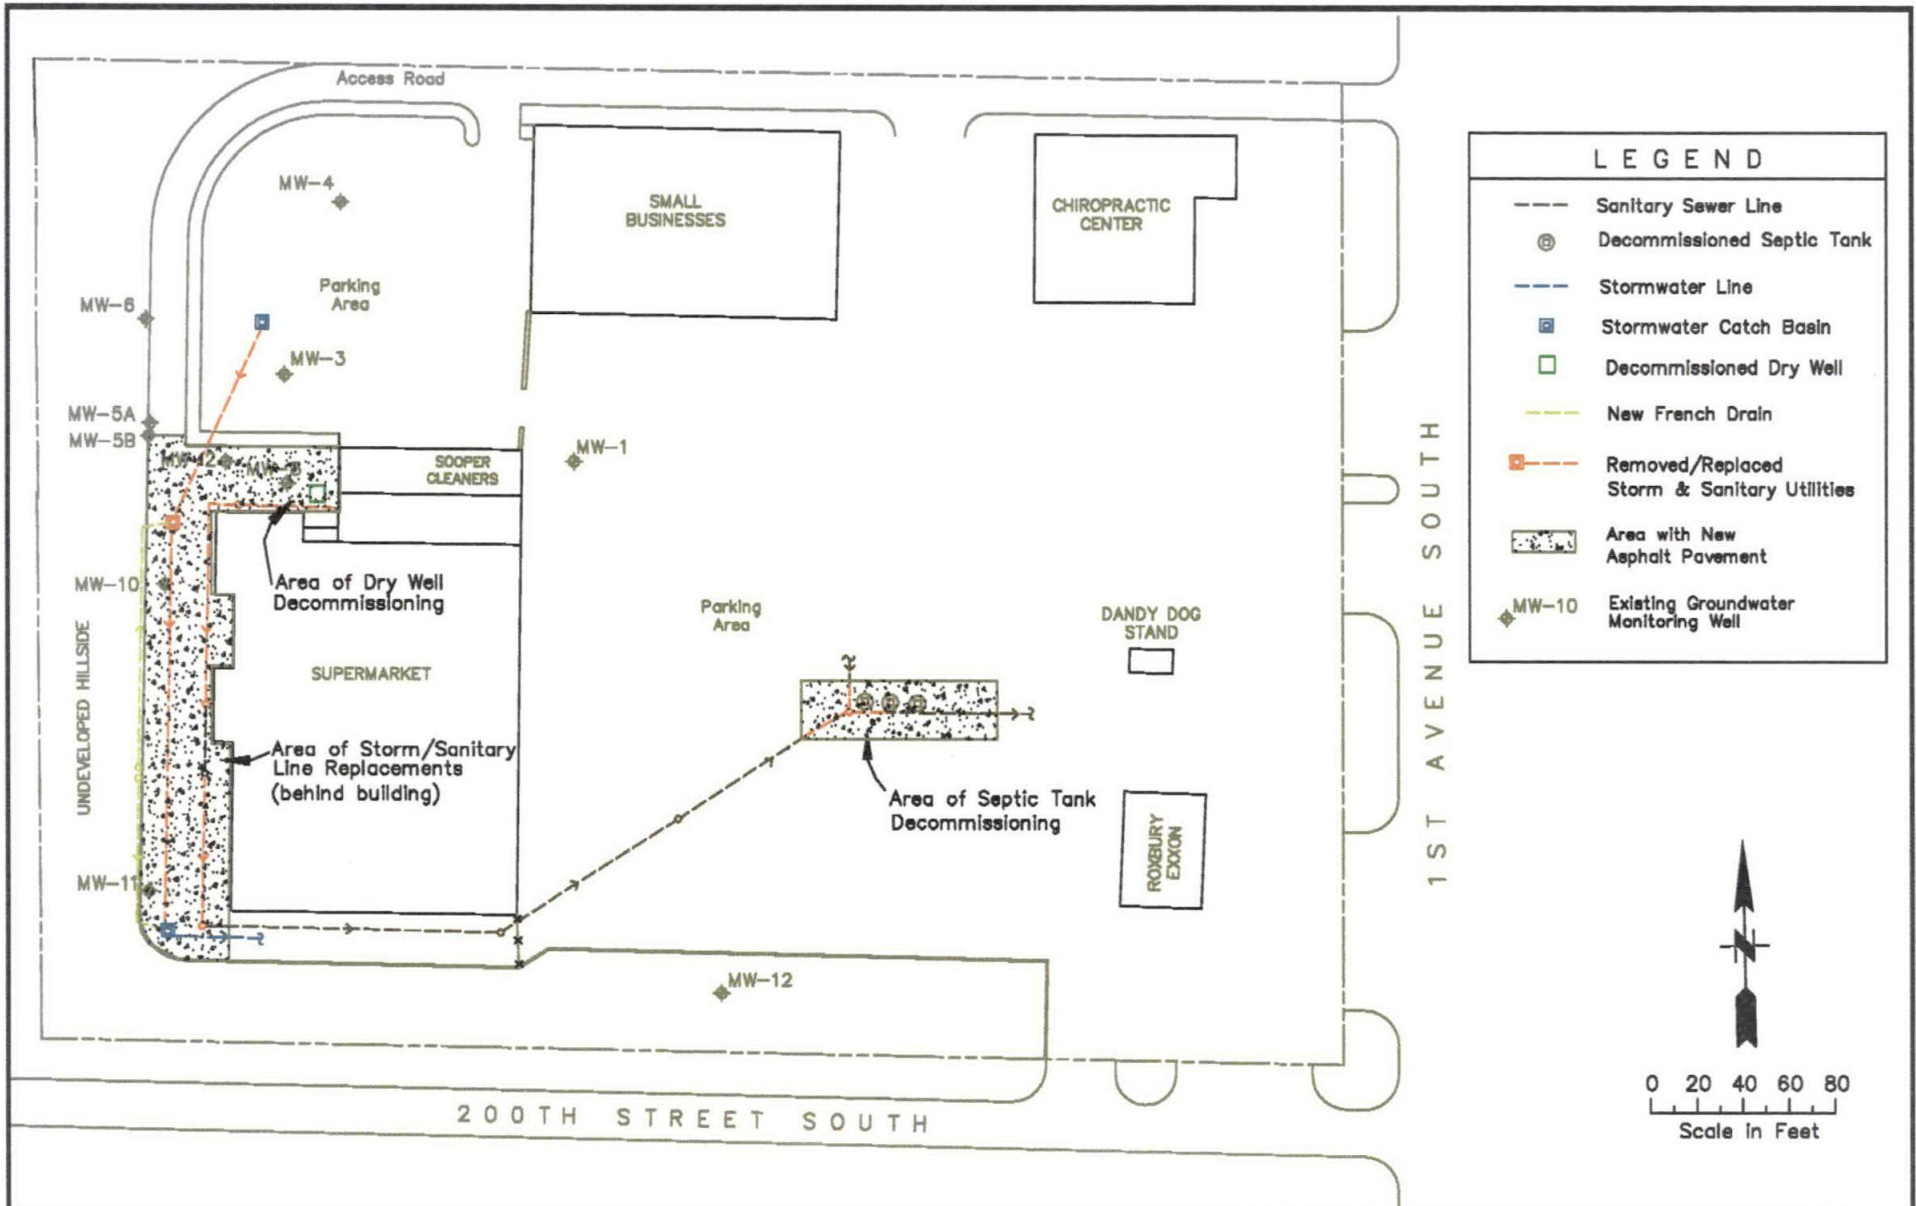 Access Road
MW-4
SMALL
BUSINESSES
CHIROPRACTIC
CENTER
Parking
Area
MW-6
MW-3
MW-5A
MW-5B
MW-1
SOOPER
CLEANERS
Area of Dry Well
Decommissioning
MW-10
UNDEVELOPED HILLSIDE
SUPERMARKET
Parking
Area
DANDY DOG
STAND
Area of Storm/Sanitary
Line Replacements
(behind building)
Area of Septic Tank
Decommissioning
ROXBURY
EXXON
MW-11
MW-12
1ST AVENUE SOUTH
200TH STREET SOUTH
LEGEND
Sanitary Sewer Line
Decommissioned Septic Tank
Stormwater Line
Stormwater Catch Basin
Decommissioned Dry Well
New French Drain
Removed/Replaced
Storm & Sanitary Utilities
Area with New
Asphalt Pavement
MW-10
Existing Groundwater
Monitoring Well
N
0 20 40 60 80
Scale in Feet